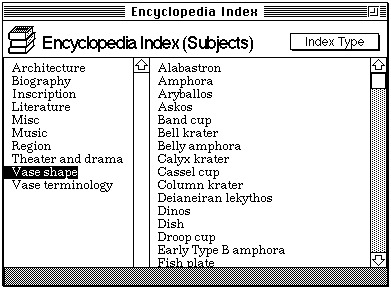 Encyclopedia Index
Encyclopedia Index (Subjects)
Index Type
Architecture
Biography
Inscription
Literature
Misc
Music
Region
Theater and drama
Vase shape
Vase terminology
Alabastron
Amphora
Aryballos
Askos
Band cup
Bell krater
Belly amphora
Calyx krater
Cassel cup
Column krater
Deianeiran lekythos
Dinos
Dish
Droop cup
Early Type B amphora
Fish plate